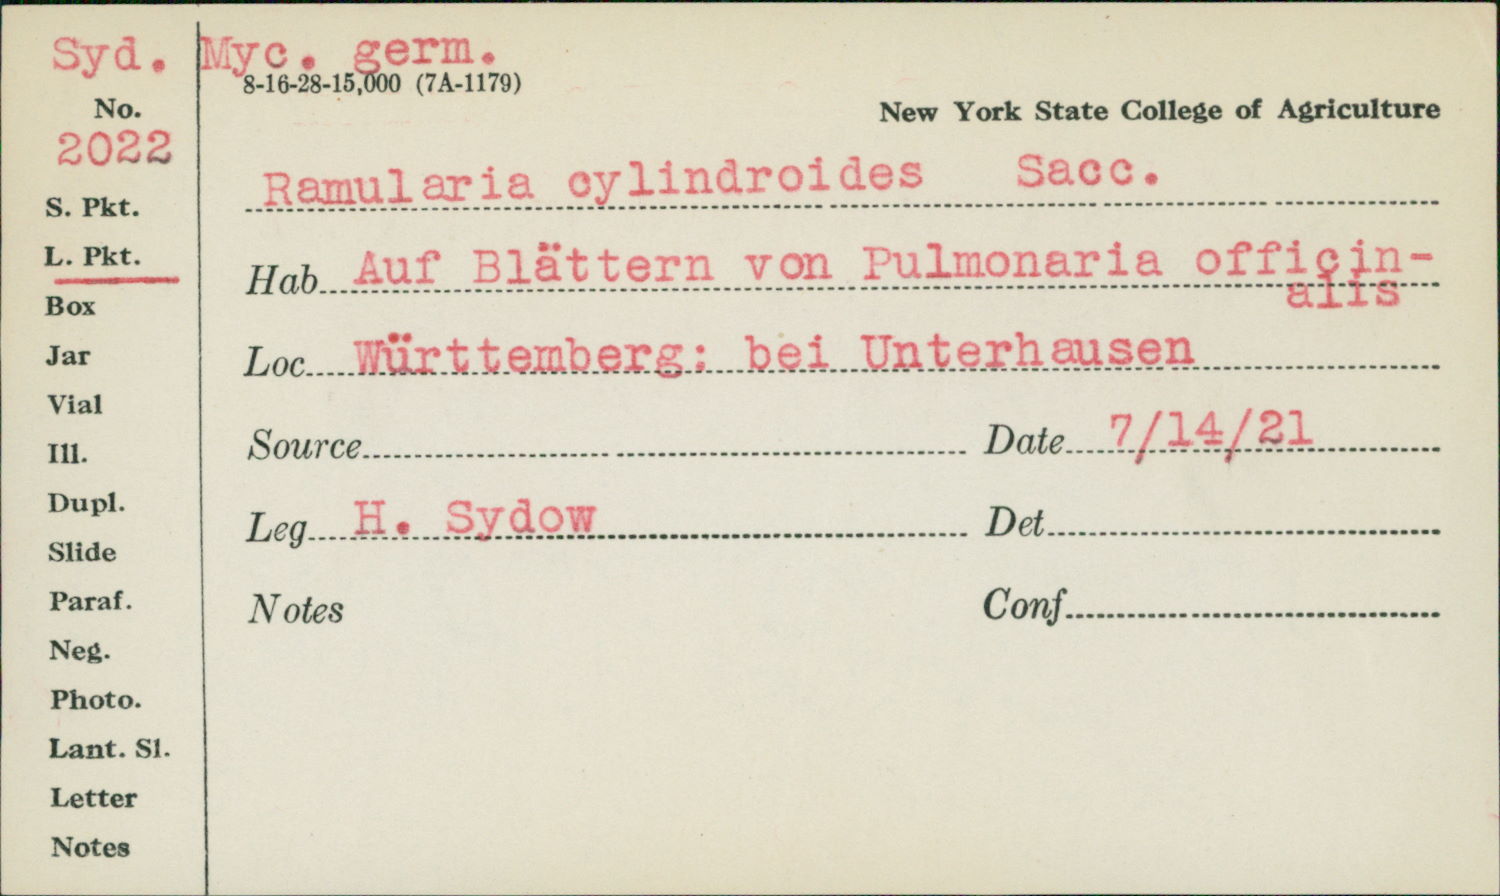 Syd. Myc. germ.
8-16-28-15,000 (7A-1179)
No.
New York State College of Agriculture
2022
Ramularia cylindroides Sacc.
S. Pkt.
L. Pkt.
Hab. Auf Blättern von Pulmonaria officin-
alis
Box
Loc. Württemberg: bei Unterhausen
Jar
Vial
Source Date 7/14/21
Ill.
Dupl.
Leg. H. Sydow Det
Slide
Paraf.
Notes Conf.
Neg.
Photo.
Lant. Sl.
Letter
Notes